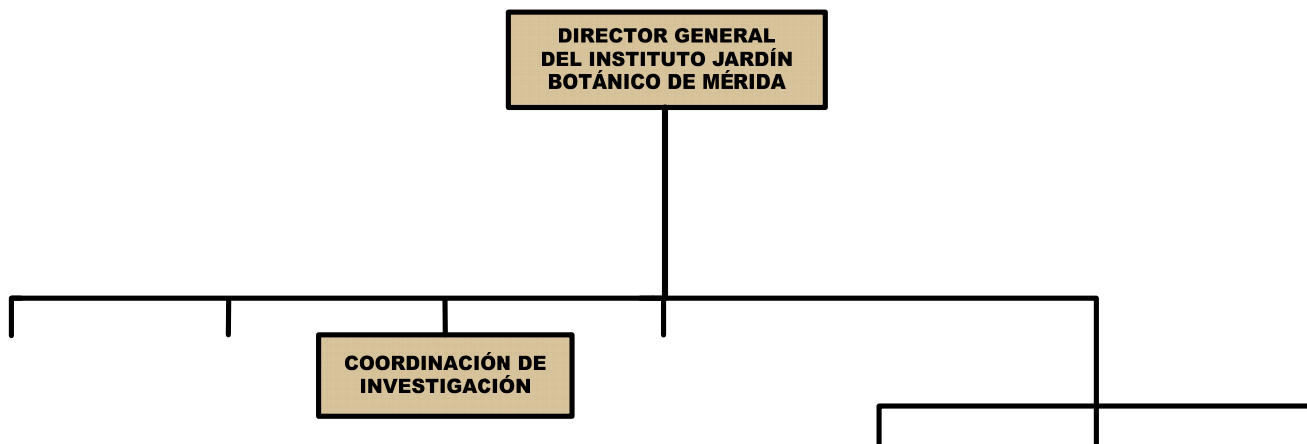 DIRECTOR GENERAL
DEL INSTITUTO JARDÍN
BOTÁNICO DE MÉRIDA
COORDINACIÓN DE
INVESTIGACIÓN